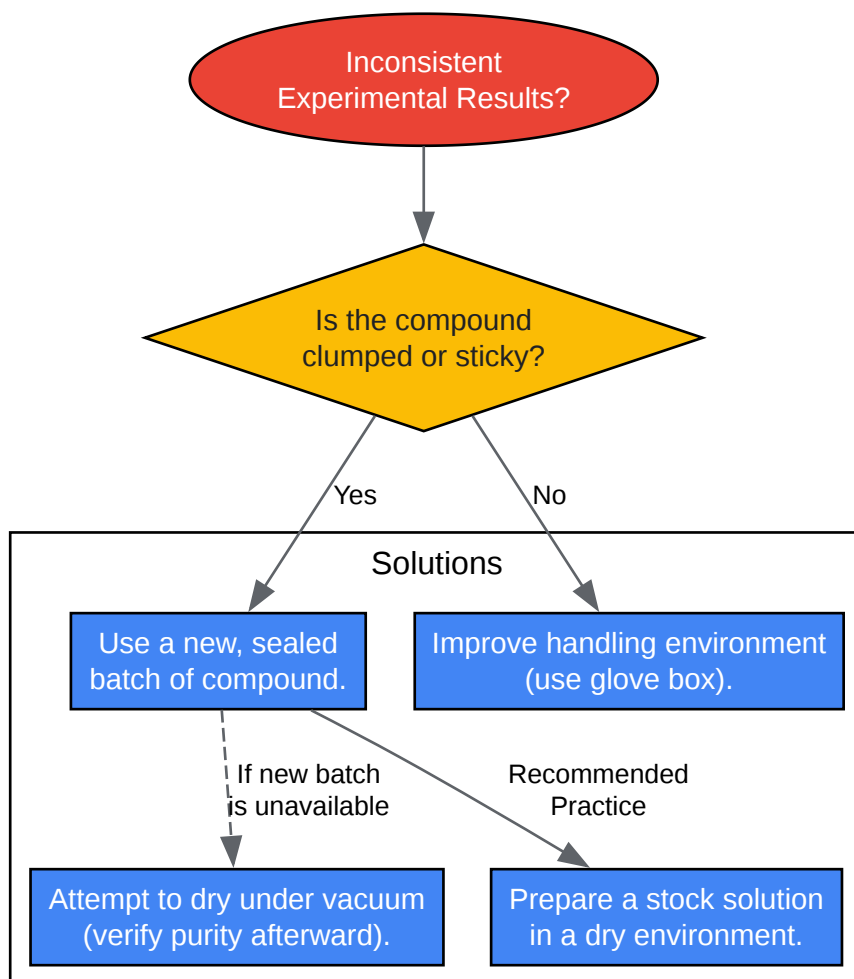 Inconsistent
Experimental Results?
Is the compound
clumped or sticky?
Yes
No
Solutions
Use a new, sealed
batch of compound.
Improve handling environment
(use glove box).
If new batch
is unavailable
Recommended
Practice
Attempt to dry under vacuum
(verify purity afterward).
Prepare a stock solution
in a dry environment.